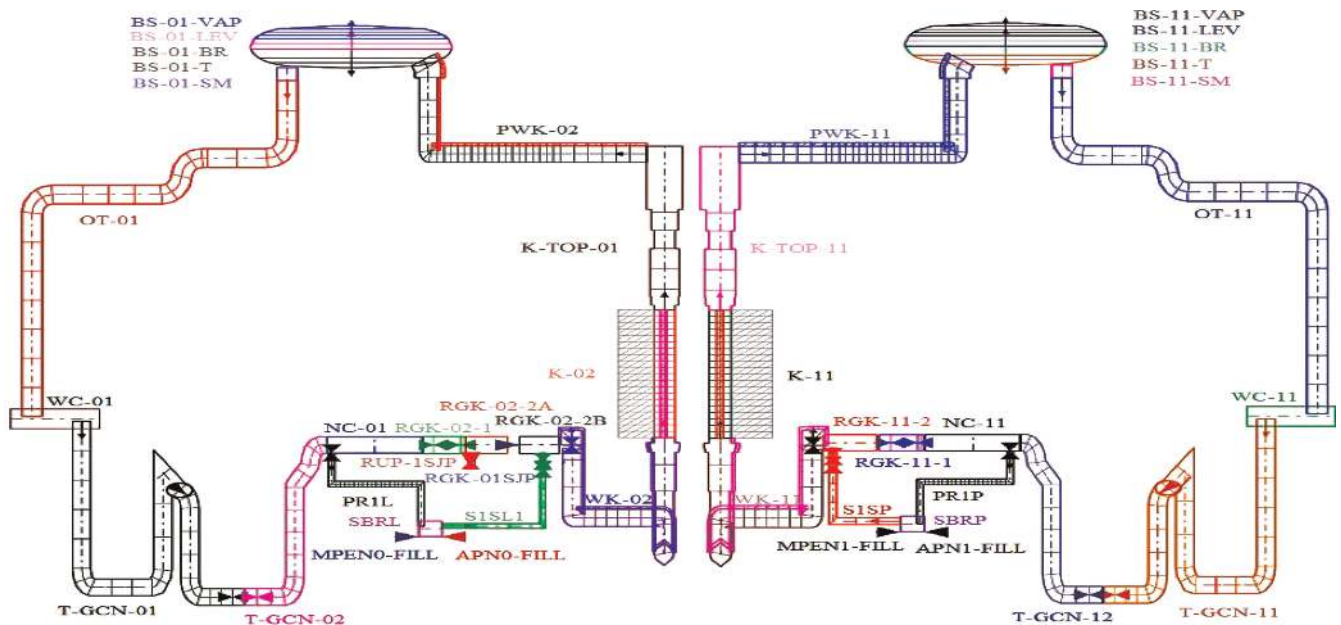 BS-01-VAP
BS-01-LEV
BS-01-BR
BS-01-T
BS-01-SM
BS-11-VAP
BS-11-LEV
BS-11-BR
BS-11-T
BS-11-SM
PWK-02
PWK-11
OT-01
OT-11
K-TOP-01
K-TOP-11
K-02
K-11
WC-01
WC-11
RGK-02-2A
NC-01
RGK-02-1
RGK-02-2B
RGK-11-2
NC-11
RUP-1SJP
RGK-01SJP
RGK-11-1
PR1L
WK-02
WK-11
PR1P
SBRL
S1SL1
S1SP
SBRP
MPEN0-FILL
APN0-FILL
MPEN1-FILL
APN1-FILL
T-GCN-01
T-GCN-02
T-GCN-12
T-GCN-11